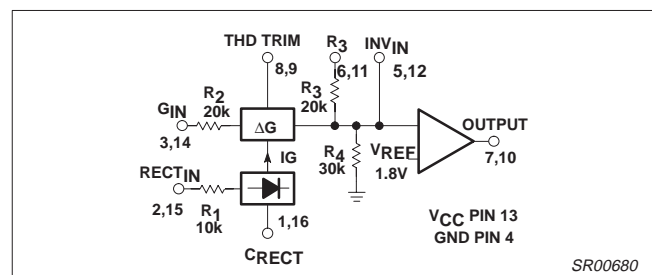 THD TRIM
8,9
R3
6,11
INVIN
5,12
R3
20k
R2
20k
GIN
3,14
ΔG
OUTPUT
7,10
VREF
1.8V
R4
30k
IG
RECTIN
2,15
R1
10k
1,16
CRECT
VCC PIN 13
GND PIN 4
SR00680